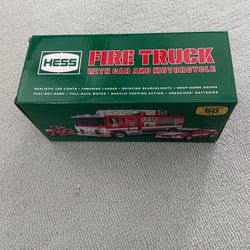 HESS
FIRE TRUCK
WITH CAR AND MOTORCYCLE
REALISTIC LED LIGHTS • TOWERING LADDER • ROTATING SEARCHLIGHTS • DROP DOWN DOORS
PULL OUT RAMP • PULL-BACK MOTOR • WHEELIE POPPING ACTION • ENERGIZER BATTERIES
60